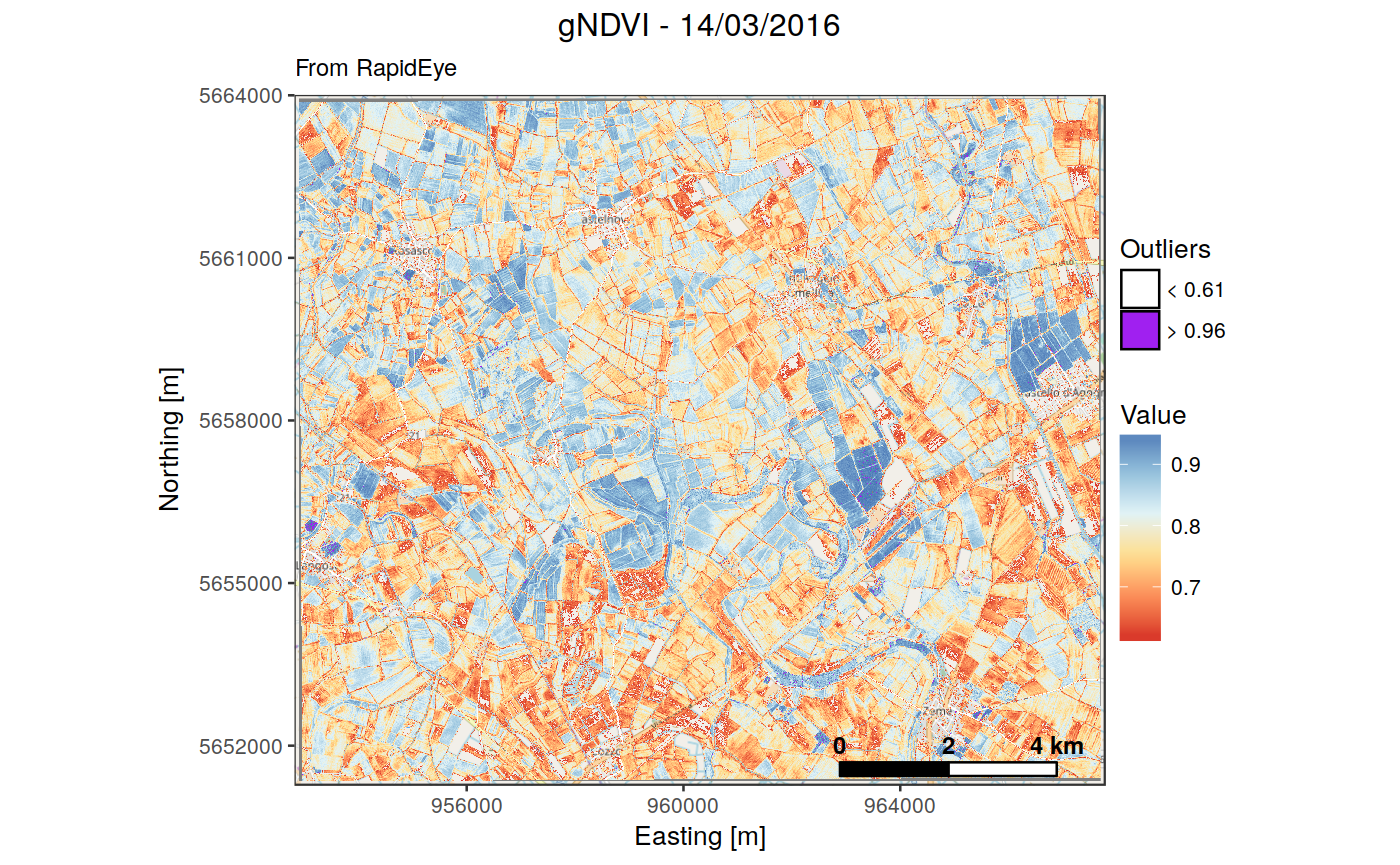 gNDVI - 14/03/2016
From RapidEye
5664000
5661000
5658000
5655000
5652000
Northing [m]
956000
960000
964000
Easting [m]
0 2 4 km
Zeme
Outliers
< 0.61
> 0.96
Value
0.9
0.8
0.7